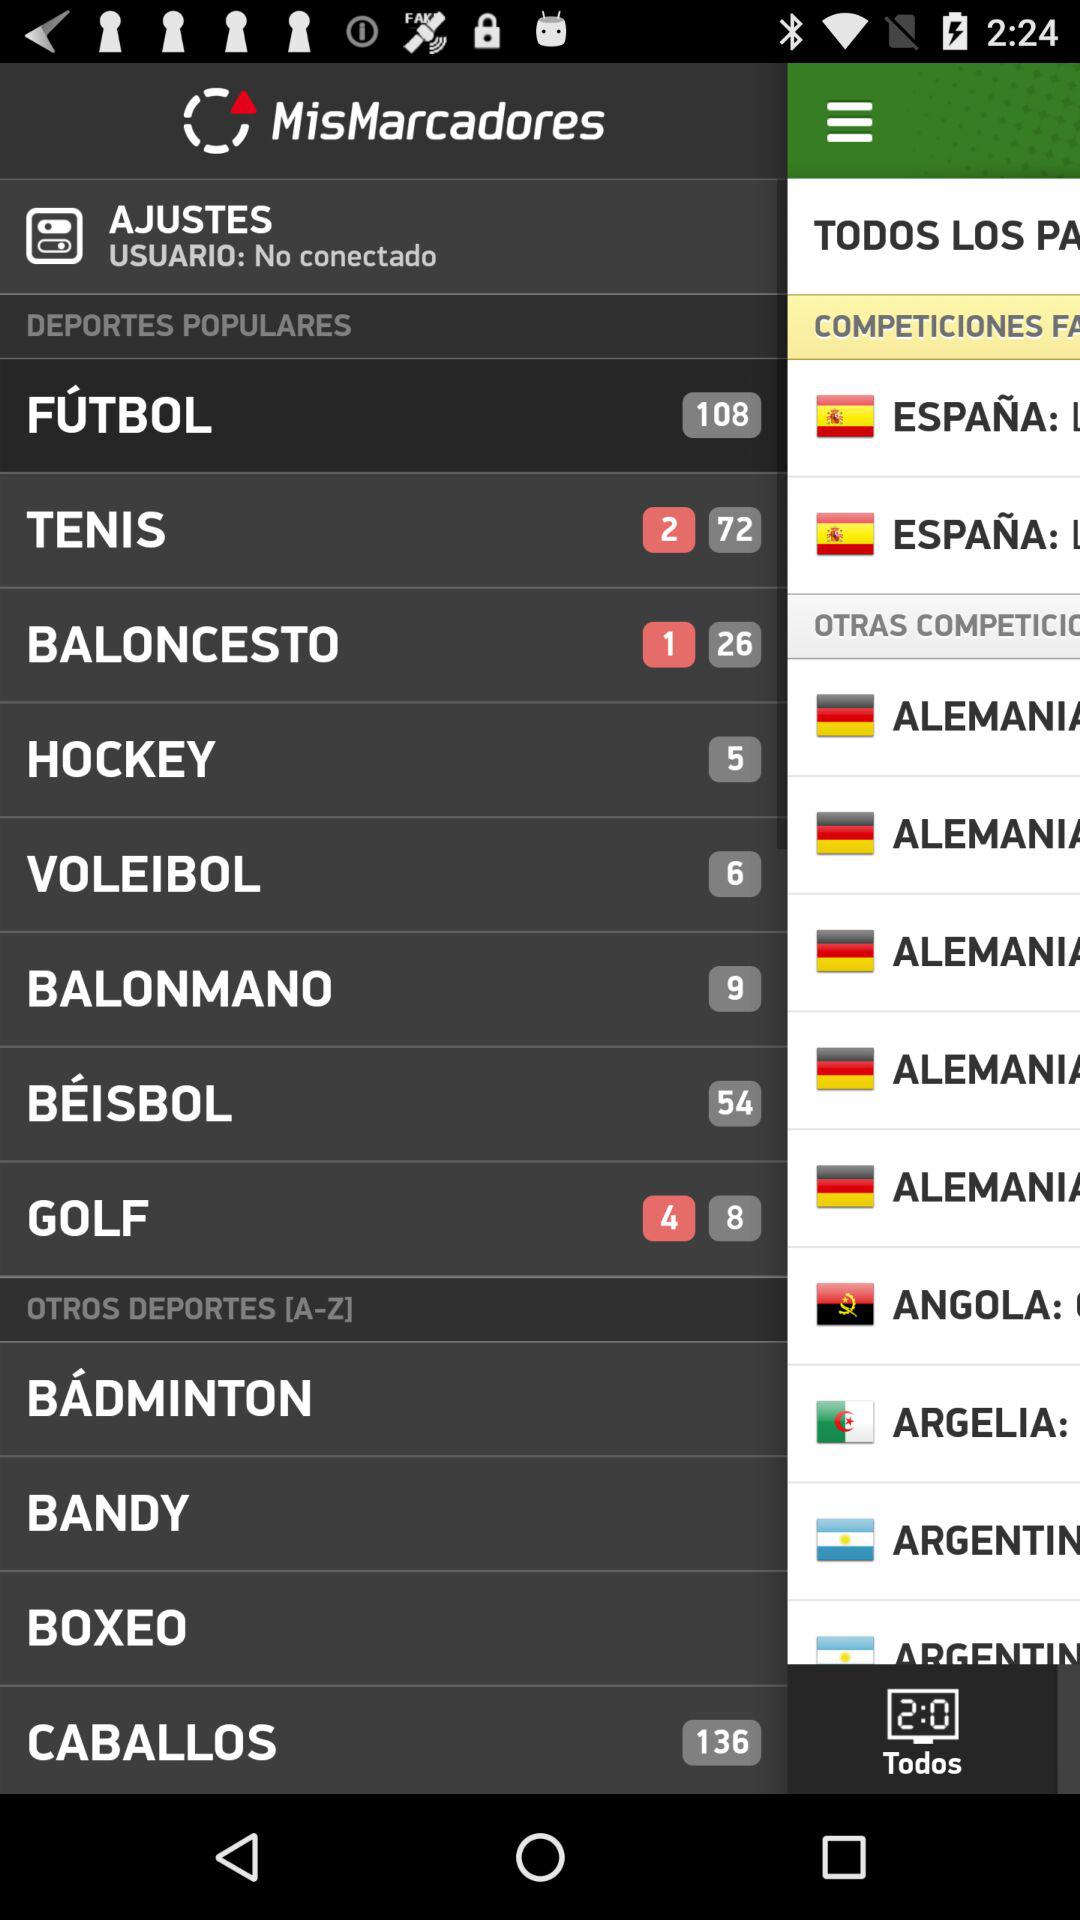 FAKE
2:24
MisMarcadores
AJUSTES
USUARIO: No conectado
DEPORTES POPULARES
FÚTBOL 108
TENIS 2 72
BALONCESTO 1 26
HOCKEY 5
VOLEIBOL 6
BALONMANO 9
BÉISBOL 54
GOLF 4 8
OTROS DEPORTES [A-Z]
BÁDMINTON
BANDY
BOXEO
CABALLOS 136
TODOS LOS PA
COMPETICIONES FA
ESPAÑA: L
ESPAÑA: L
OTRAS COMPETICIO
ALEMANIA
ALEMANIA
ALEMANIA
ALEMANIA
ALEMANIA
ANGOLA:
ARGELIA:
ARGENTIN
ARGENTIN
2:0
Todos